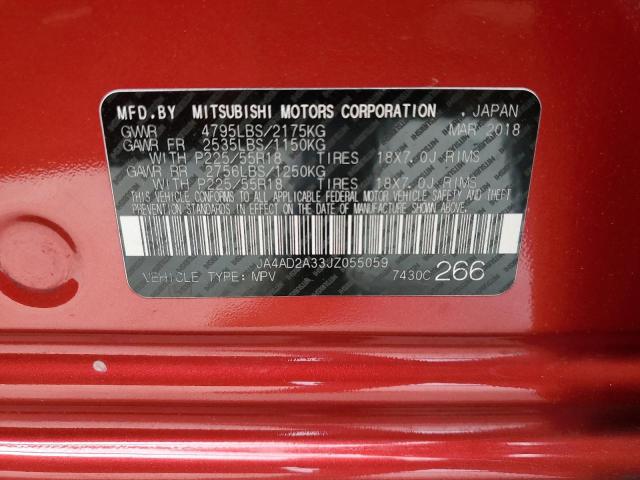 MFD.BY MITSUBISHI MOTORS CORPORATION . JAPAN
GVWR 4795LBS/2175KG MAR 2018
GAWR FR 2535LBS/1150KG
WITH P225/55R18 TIRES 18X7.0J RIMS
GAWR RR 2756LBS/1250KG
WITH P225/55R18 TIRES 18X7.0J RIMS
THIS VEHICLE CONFORMS TO ALL APPLICABLE FEDERAL MOTOR VEHICLE SAFETY AND THEFT
PREVENTION STANDARDS IN EFFECT ON THE DATE OF MANUFACTURE SHOWN ABOVE.
JA4AD2A33JZ055059
VEHICLE TYPE: MPV 7430C 266